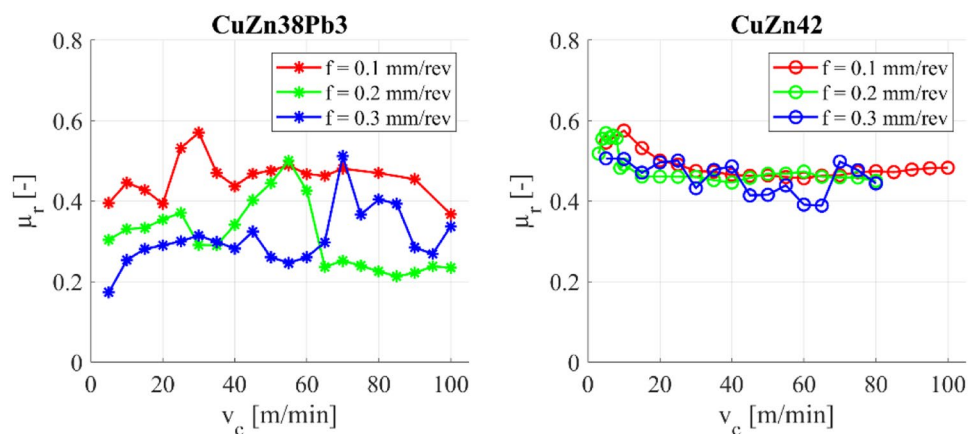 CuZn38Pb3
0.8
0.6
0.4
0.2
0
μr [-]
f = 0.1 mm/rev
f = 0.2 mm/rev
f = 0.3 mm/rev
0 20 40 60 80 100
vc [m/min]
CuZn42
0.8
0.6
0.4
0.2
0
μr [-]
f = 0.1 mm/rev
f = 0.2 mm/rev
f = 0.3 mm/rev
0 20 40 60 80 100
vc [m/min]